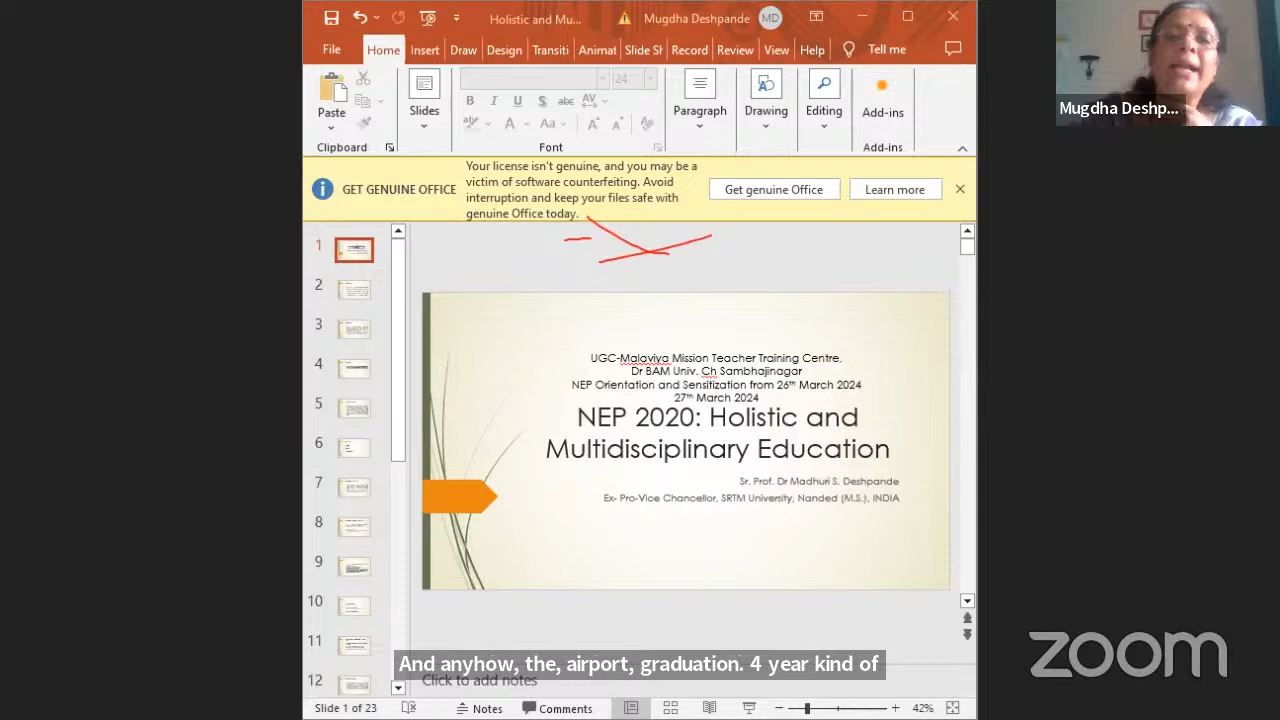 Holistic and Mu...
Mugdha Deshpande
MD
File
Home
Insert
Draw
Design
Transiti
Animat
Slide Sh
Record
Review
View
Help
Tell me
Paste
Slides
24
B I U S abc AV
A Aa A A
Paragraph
Drawing
Editing
Add-ins
Clipboard
Font
Add-ins
GET GENUINE OFFICE
Your license isn't genuine, and you may be a
victim of software counterfeiting. Avoid
interruption and keep your files safe with
genuine Office today.
Get genuine Office
Learn more
1
2
3
4
5
6
7
8
9
10
11
12
UGC-Malaviya Mission Teacher Training Centre,
Dr BAM Univ. Ch Sambhajinagar
NEP Orientation and Sensitization from 26th March 2024
27th March 2024
NEP 2020: Holistic and
Multidisciplinary Education
Sr. Prof. Dr Madhuri S. Deshpande
Ex- Pro-Vice Chancellor, SRTM University, Nanded (M.S.), INDIA
And anyhow, the, airport, graduation. 4 year kind of
Click to add notes
Slide 1 of 23
Notes
Comments
42%
Mugdha Deshp...
zoom